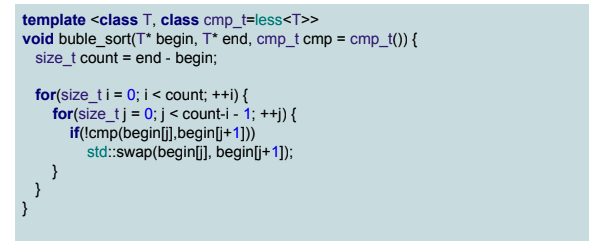 template <class T, class cmp_t=less<T>>
void buble_sort(T* begin, T* end, cmp_t cmp = cmp_t()) {
size_t count = end - begin;
for(size_t i = 0; i < count; ++i) {
for(size_t j = 0; j < count-i - 1; ++j) {
if(!cmp(begin[j],begin[j+1]))
std::swap(begin[j], begin[j+1]);
}
}
}